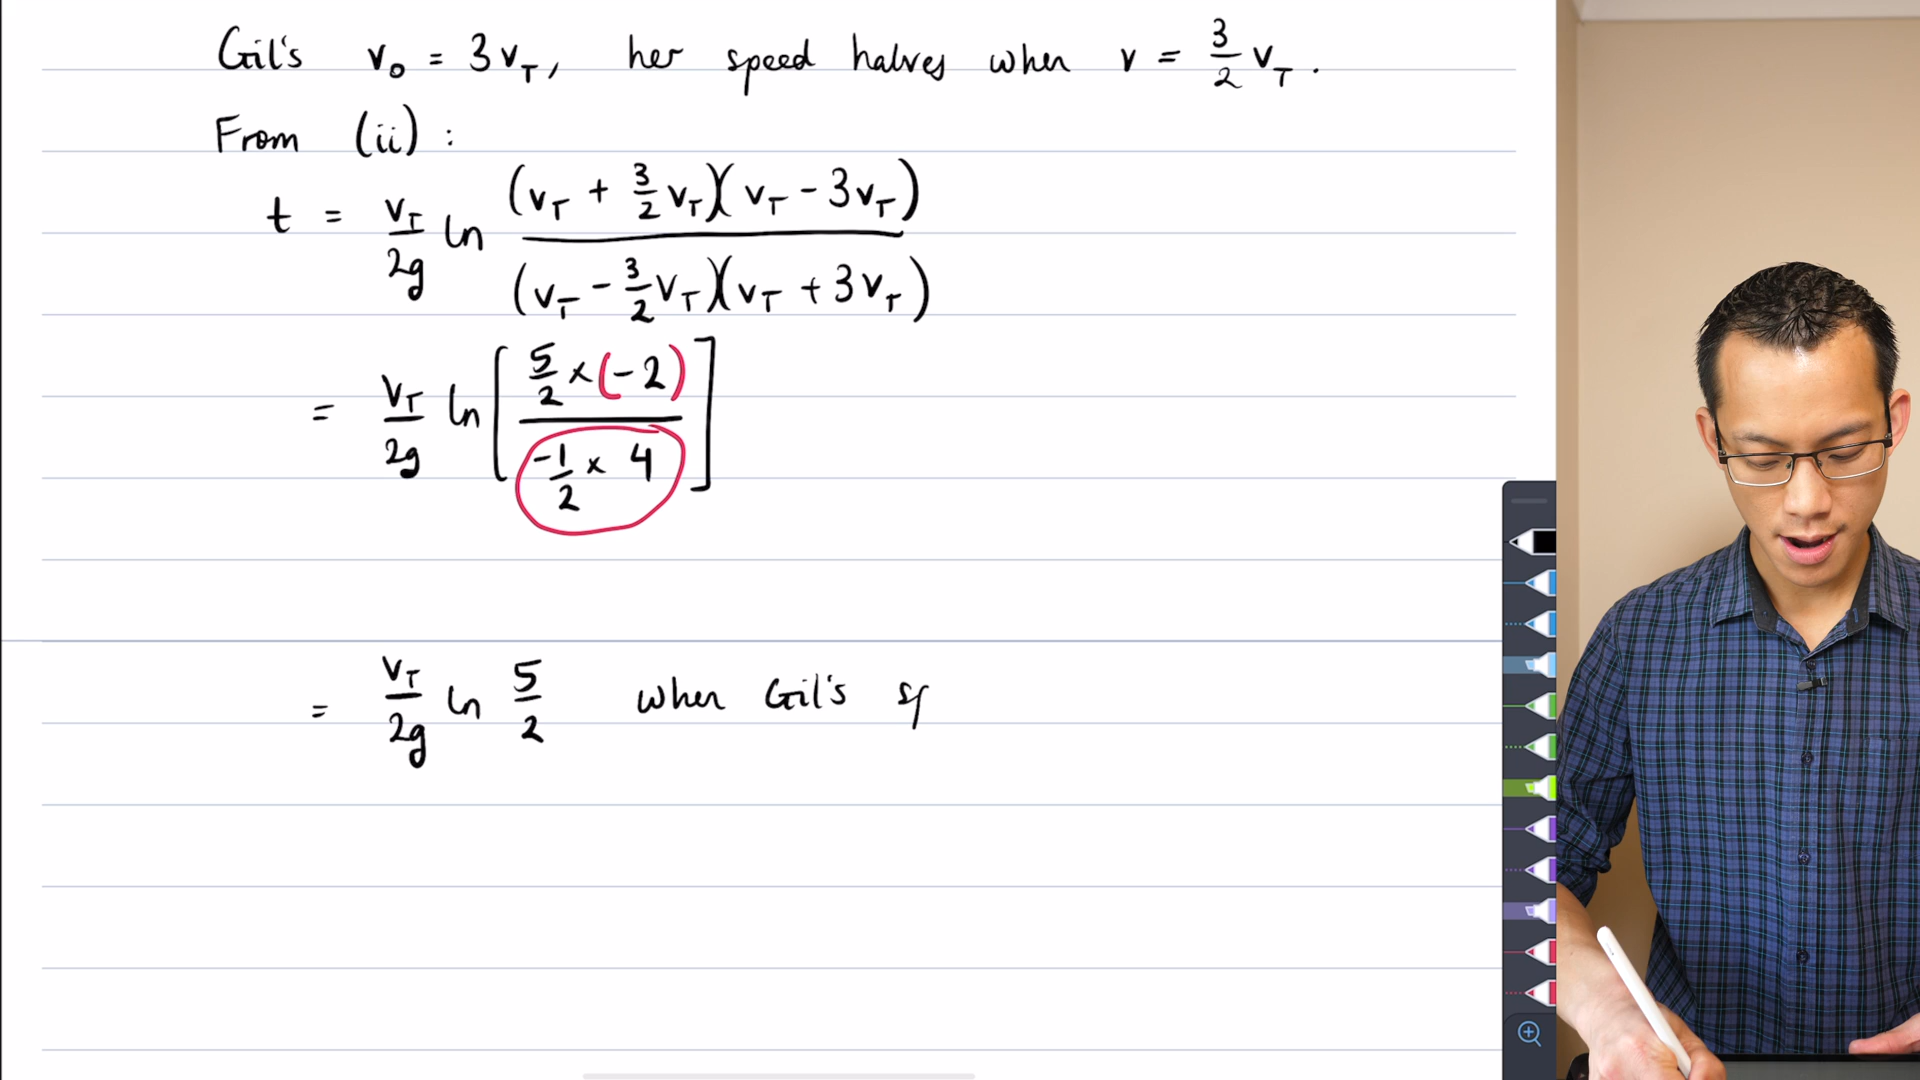 Gil's v₀ = 3v_T, her speed halves when v = 3/2 v_T.
From (ii):
t = v_T/2g ln (v_T + 3/2 v_T)(v_T - 3v_T) / (v_T - 3/2 v_T)(v_T + 3v_T)
= v_T/2g ln [ 5/2 × (-2) / -1/2 × 4 ]
= v_T/2g ln 5/2 when Gil's sp